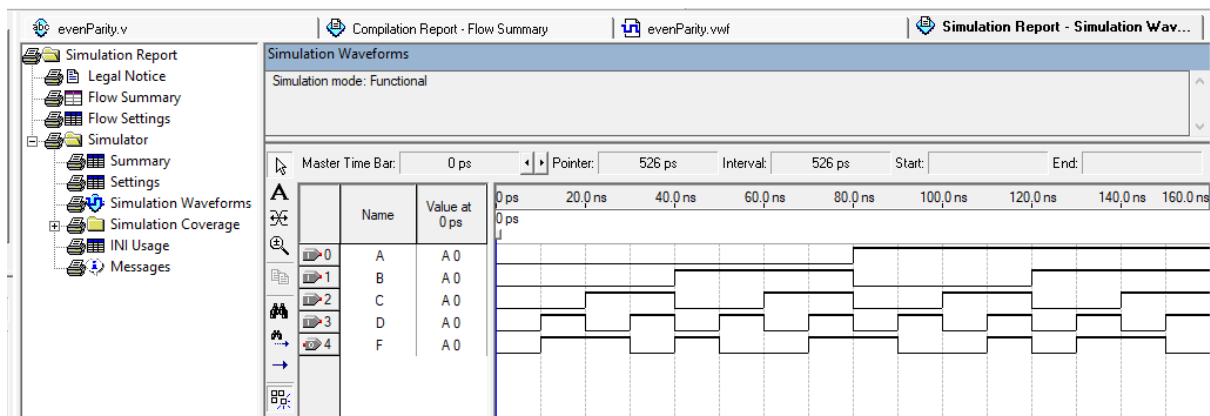 evenParity.v
Compilation Report - Flow Summary
evenParity.vwf
Simulation Report - Simulation Wav...
Simulation Report
Legal Notice
Flow Summary
Flow Settings
Simulator
Summary
Settings
Simulation Waveforms
Simulation Coverage
INI Usage
Messages
Simulation Waveforms
Simulation mode: Functional
Master Time Bar: 0 ps Pointer: 526 ps Interval: 526 ps Start: End:
Name Value at 0 ps
0 ps 20.0 ns 40.0 ns 60.0 ns 80.0 ns 100.0 ns 120.0 ns 140.0 ns 160.0 ns
0 ps
0 A A 0
1 B A 0
2 C A 0
3 D A 0
4 F A 0